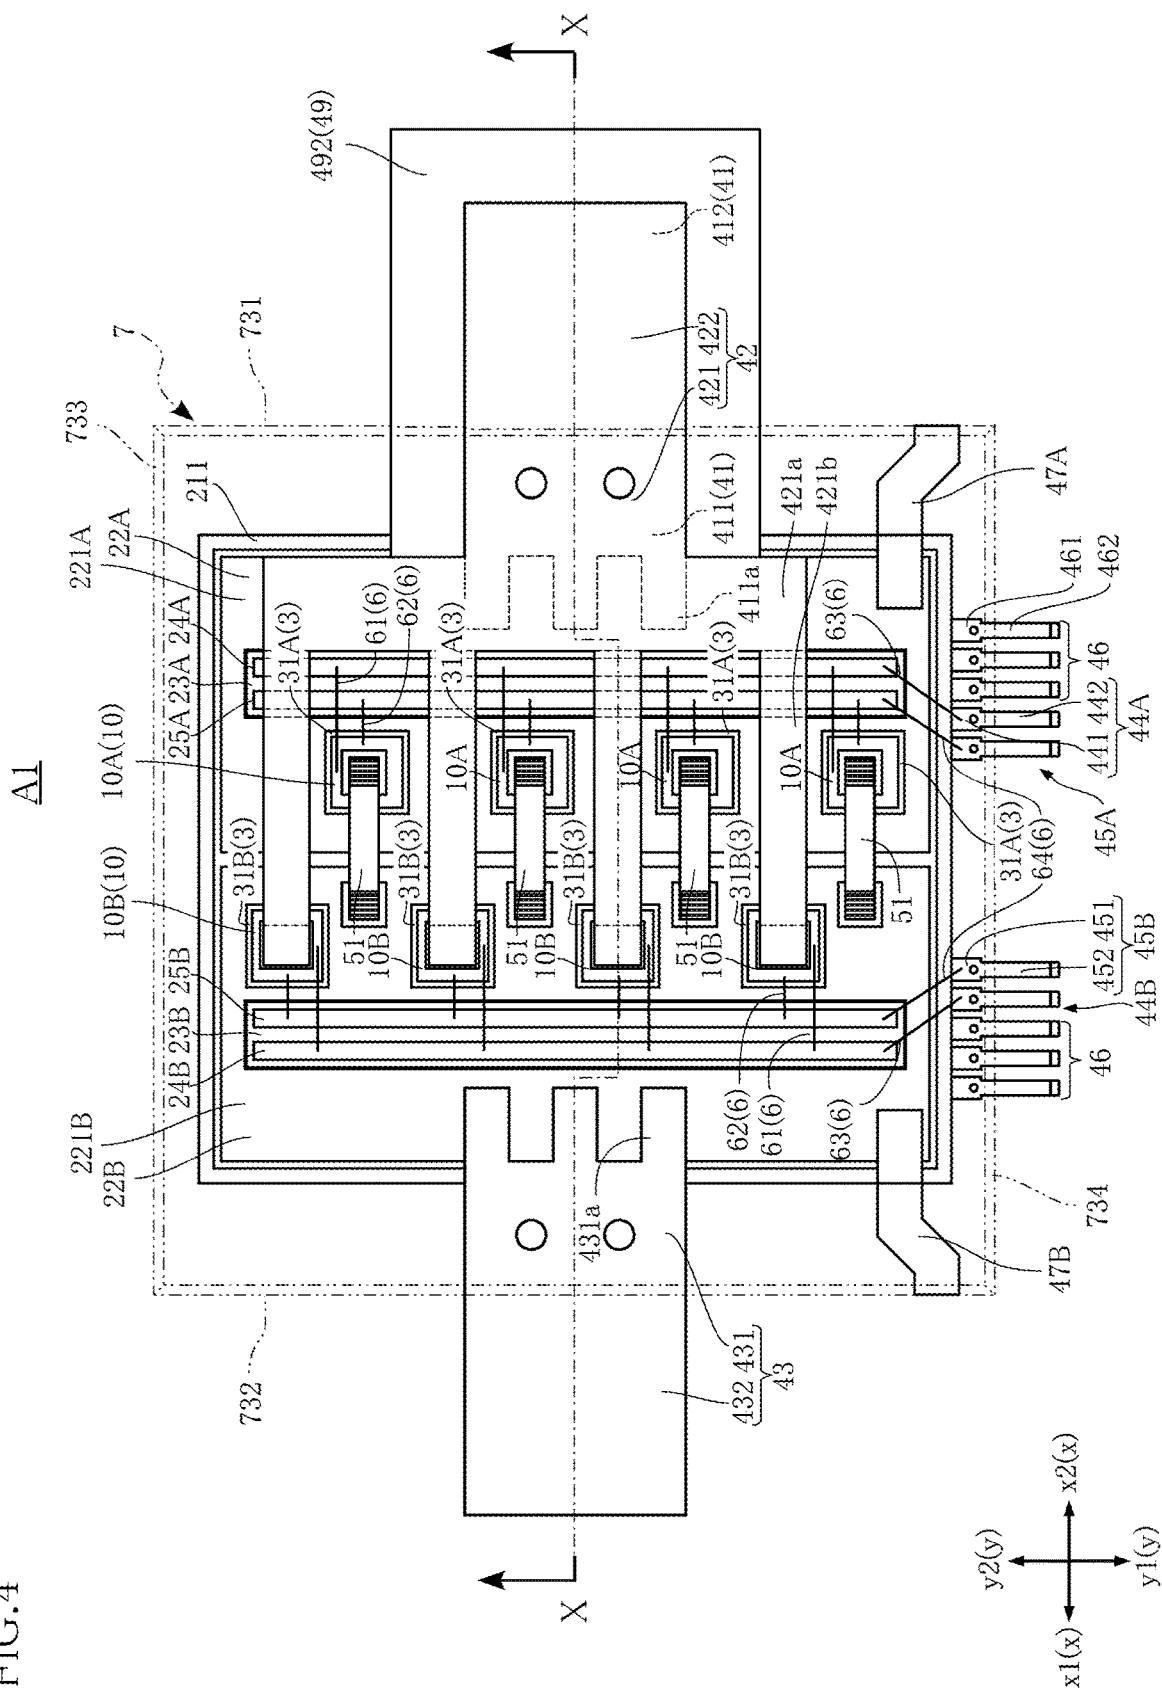 FIG.4
A1
X
X
492(49)
412(41)
731
7
733
421 422
42
411(41)
421a
421b
47A
211
22A
221A
24A
23A
25A
61(6)
62(6)
31A(3)
31A(3)
31A(3)
31A(3)
411a
63(6)
461
462
46
441 442
44A
45A
10A(10)
10A
10A
10A
64(6)
51
51
51
51
10B(10)
31B(3)
31B(3)
31B(3)
31B(3)
10B
10B
10B
25B
23B
24B
221B
22B
452 451
45B
44B
46
62(6)
61(6)
63(6)
431a
734
47B
732
432 431
43
y2(y)
x2(x)
x1(x)
y1(y)